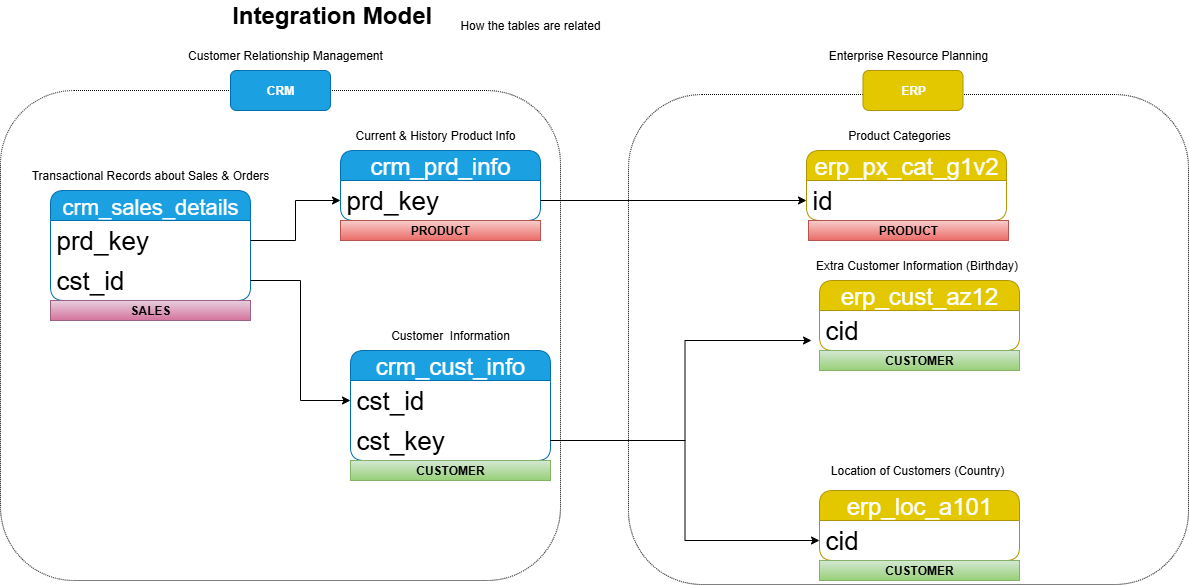 Integration Model
How the tables are related
Customer Relationship Management
CRM
Transactional Records about Sales & Orders
crm_sales_details
prd_key
cst_id
SALES
Current & History Product Info
crm_prd_info
prd_key
PRODUCT
Customer  Information
crm_cust_info
cst_id
cst_key
CUSTOMER
Enterprise Resource Planning
ERP
Product Categories
erp_px_cat_g1v2
id
PRODUCT
Extra Customer Information (Birthday)
erp_cust_az12
cid
CUSTOMER
Location of Customers (Country)
erp_loc_a101
cid
CUSTOMER